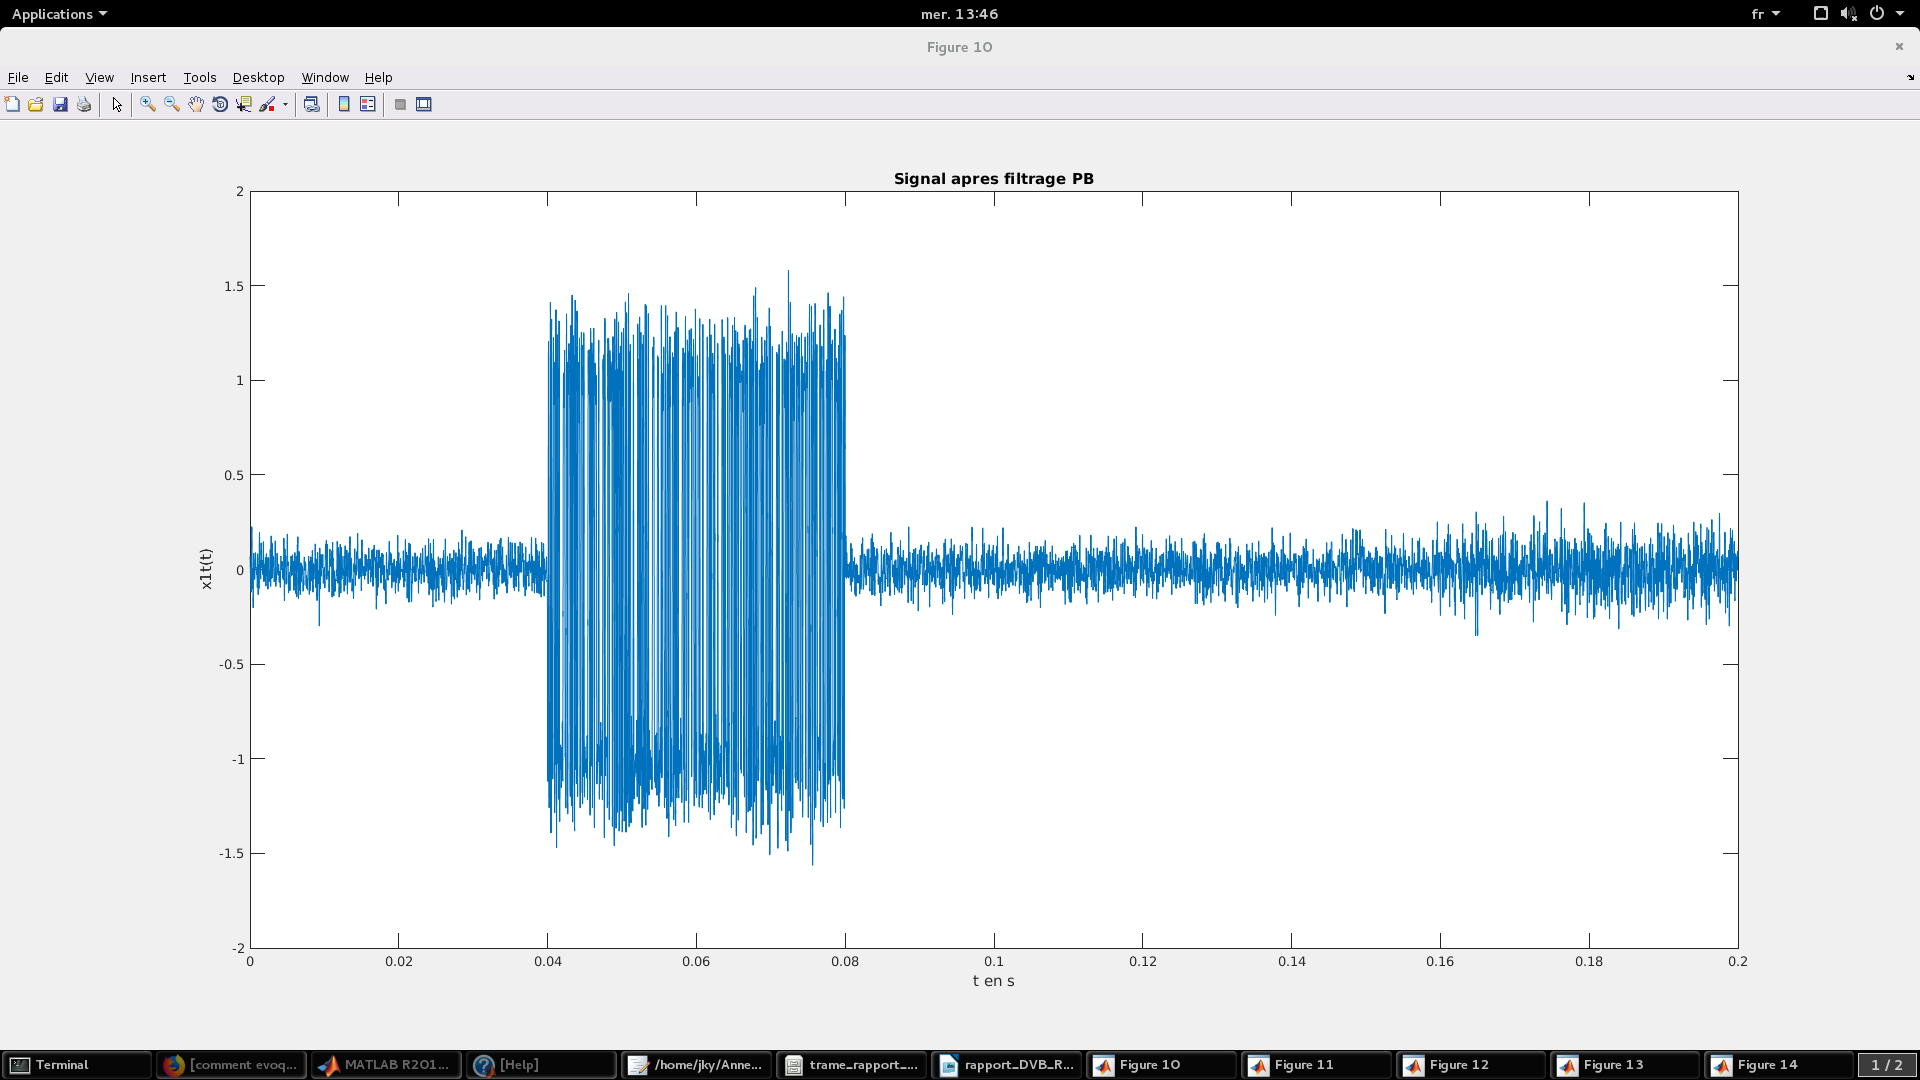 Applications
mer. 13:46
fr
Figure 10
File Edit View Insert Tools Desktop Window Help
Signal apres filtrage PB
2
1.5
1
0.5
0
-0.5
-1
-1.5
-2
x1t(t)
0 0.02 0.04 0.06 0.08 0.1 0.12 0.14 0.16 0.18 0.2
t en s
Terminal [comment evoq... MATLAB R201... [Help] /home/jky/Anne... trame_rapport_... rapport_DVB_R... Figure 10 Figure 11 Figure 12 Figure 13 Figure 14 1 / 2